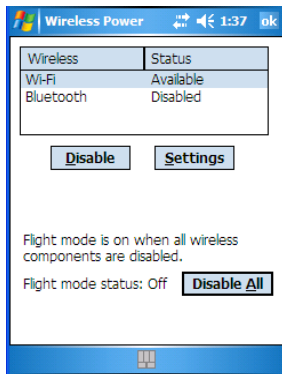 Wireless Power 1:37 ok
Wireless Status
Wi-Fi Available
Bluetooth Disabled
Disable Settings
Flight mode is on when all wireless
components are disabled.
Flight mode status: Off Disable All